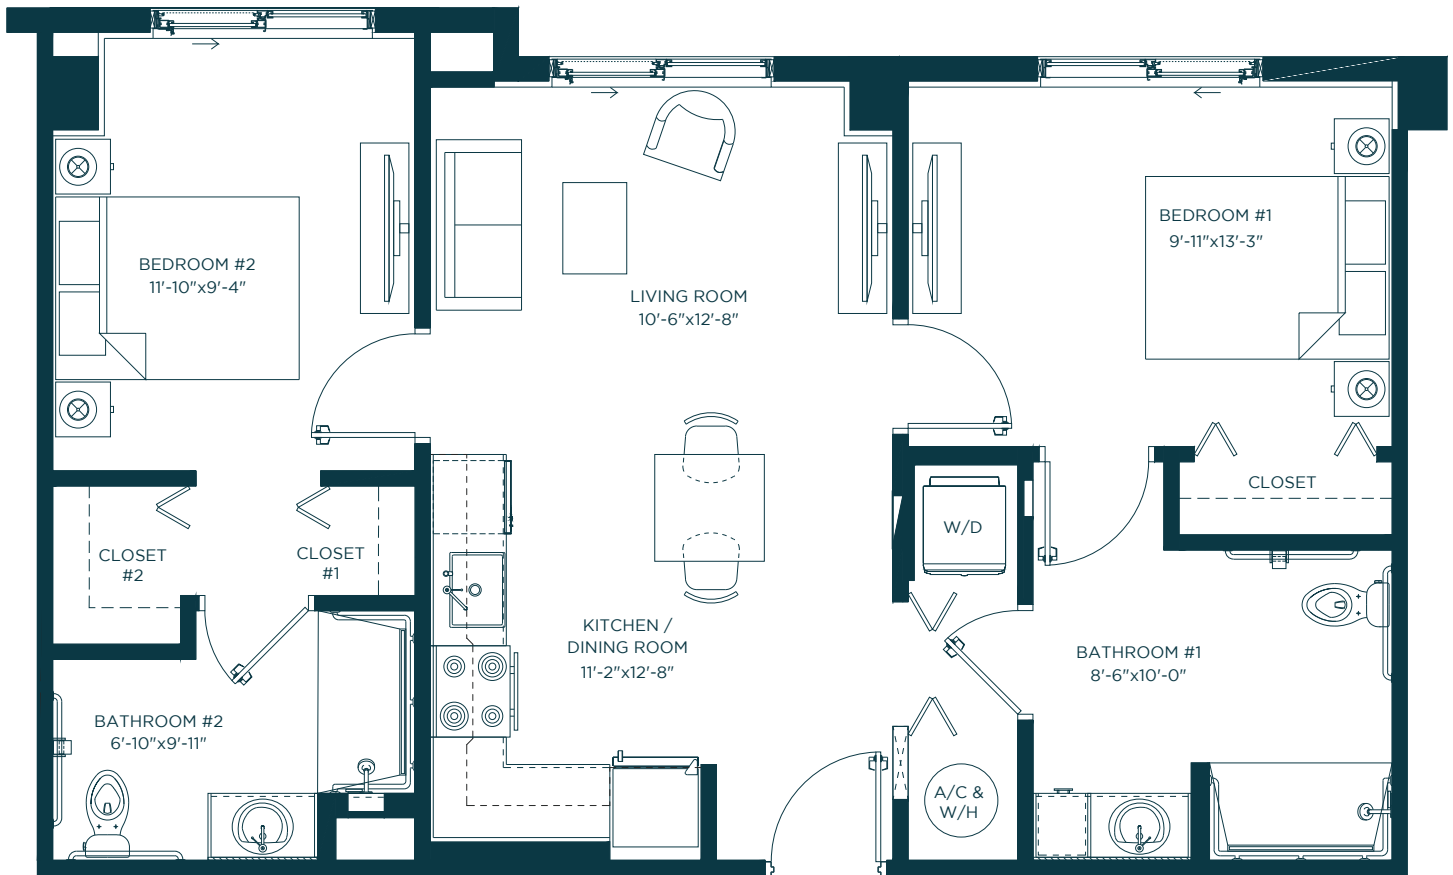 BEDROOM #2
11'-10"x9'-4"
LIVING ROOM
10'-6"x12'-8"
BEDROOM #1
9'-11"x13'-3"
CLOSET
#2
CLOSET
#1
W/D
CLOSET
KITCHEN /
DINING ROOM
11'-2"x12'-8"
BATHROOM #1
8'-6"x10'-0"
BATHROOM #2
6'-10"x9'-11"
A/C &
W/H